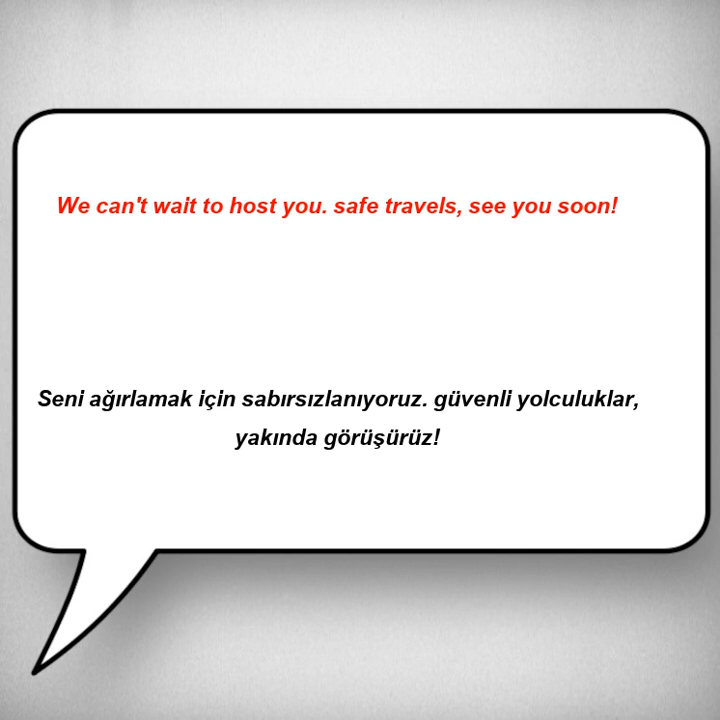 We can't wait to host you. safe travels, see you soon!
Seni ağırlamak için sabırsızlanıyoruz. güvenli yolculuklar,
yakında görüşürüz!